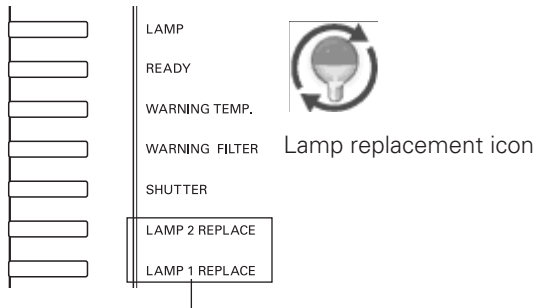 LAMP
READY
WARNING TEMP.
WARNING FILTER
SHUTTER
LAMP 2 REPLACE
LAMP 1 REPLACE
Lamp replacement icon